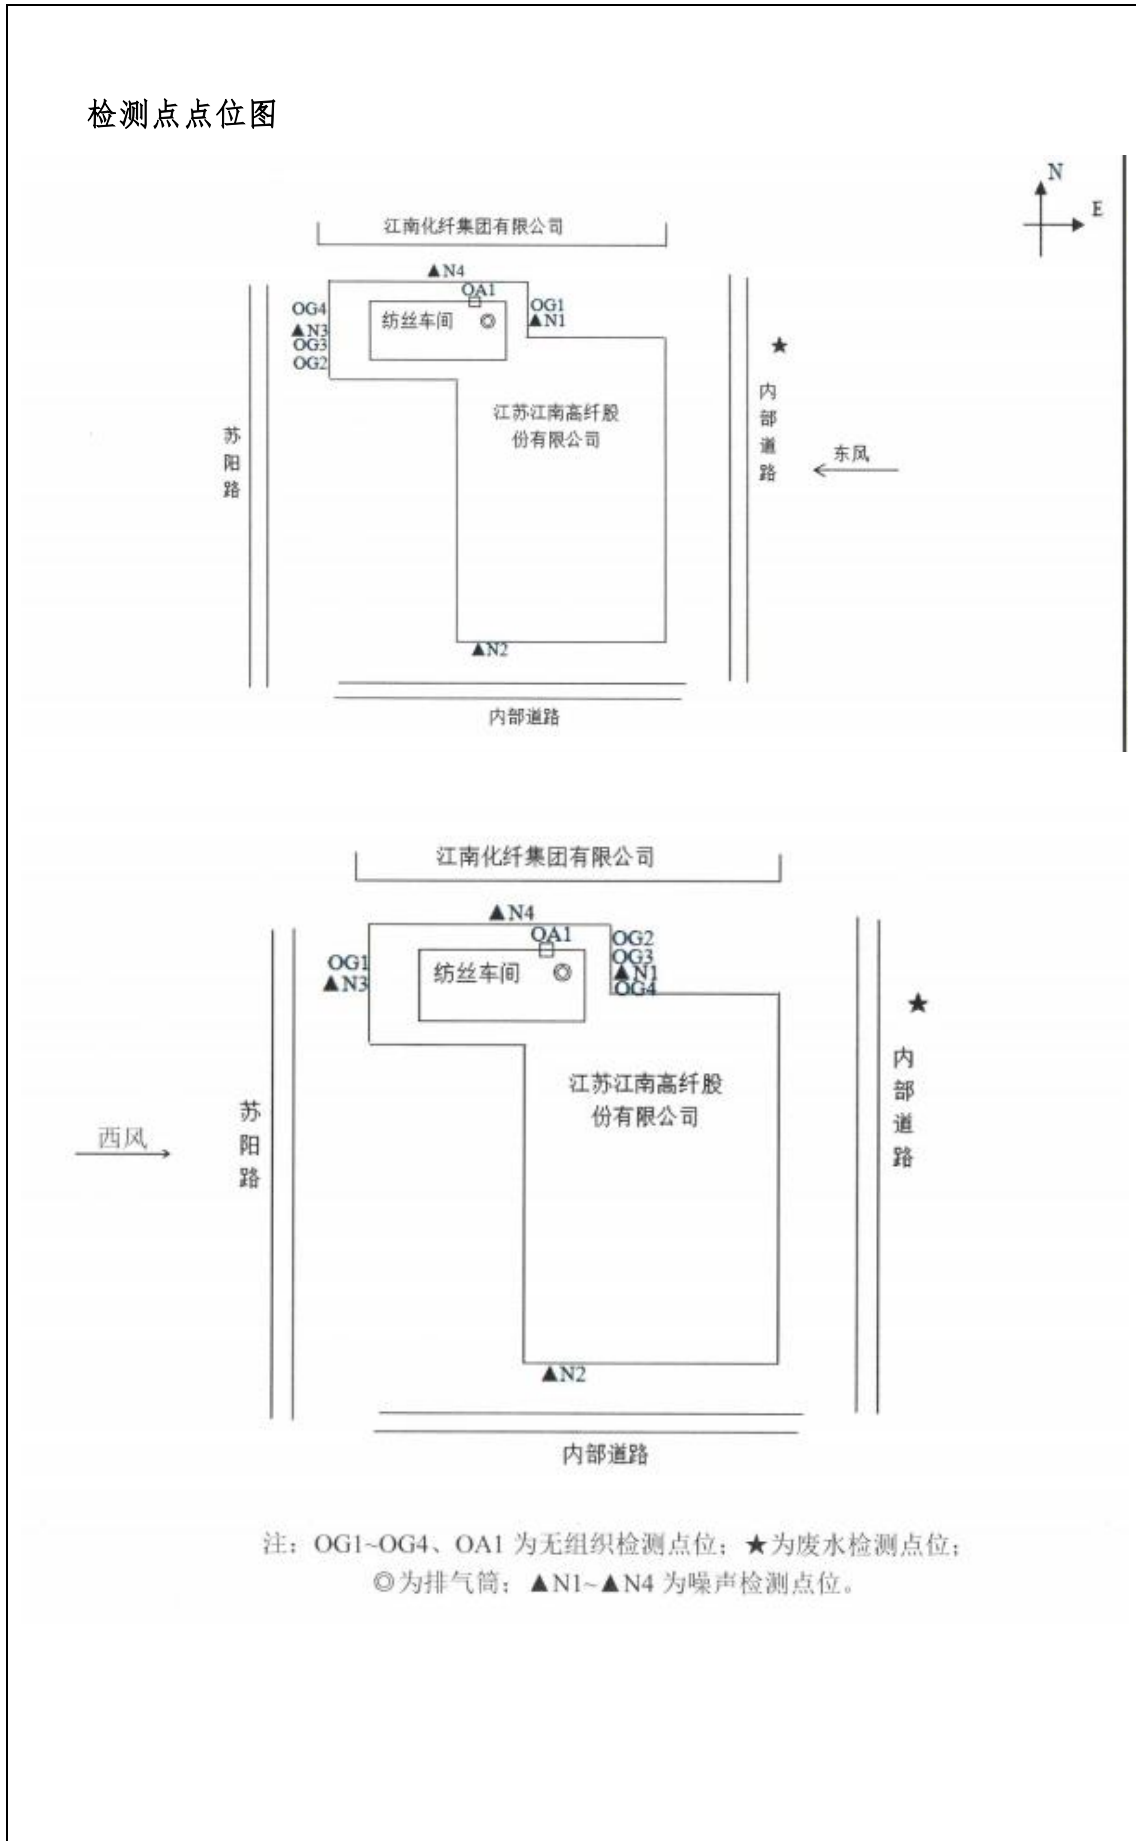 检测点点位图
N
E
江南化纤集团有限公司
▲N4
OA1
OG4
▲N3
OG3
OG2
纺丝车间
◎
OG1
▲N1
★
江苏江南高纤股
份有限公司
苏阳路
内部道路
东风
▲N2
内部道路
江南化纤集团有限公司
▲N4
OA1
OG1
▲N3
纺丝车间
◎
OG2
OG3
▲N1
OG4
★
江苏江南高纤股
份有限公司
苏阳路
内部道路
西风
▲N2
内部道路
注：OG1~OG4、OA1 为无组织检测点位；★为废水检测点位；
◎为排气筒；▲N1~▲N4 为噪声检测点位。